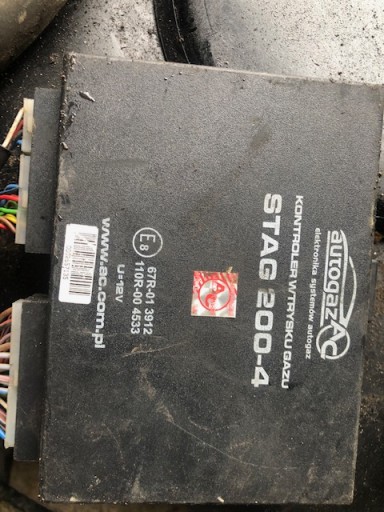 autogaz AC
elektronika systemów autogaz
KONTROLER WTRYSKU GAZU
STAG 200-4
E8
67R-01 3912
110R-00 4533
U=12V
www.ac.com.pl